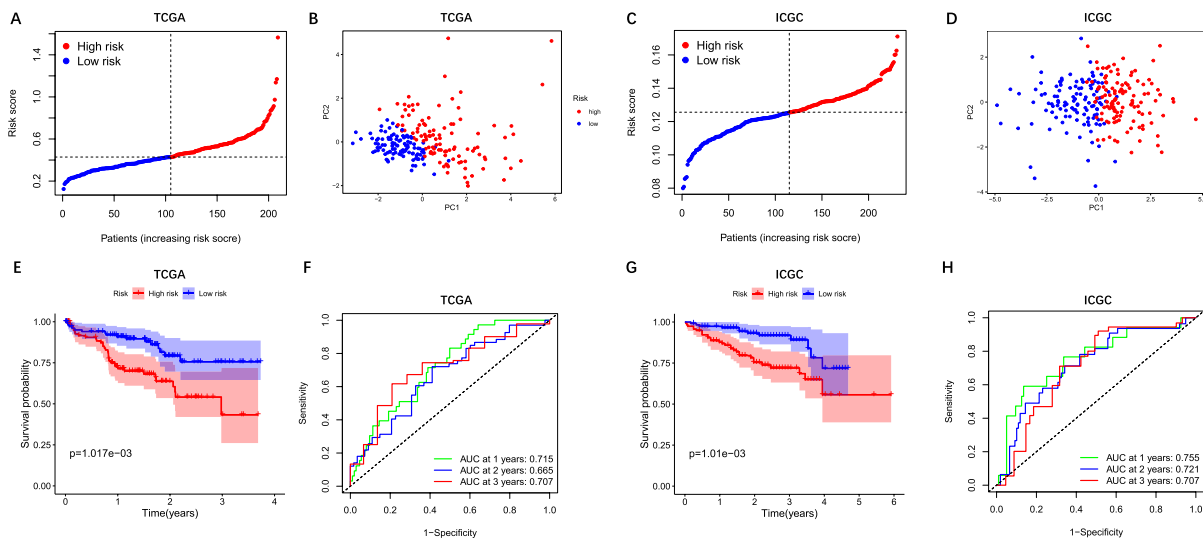 A
TCGA
High risk
Low risk
Risk score
0.2 0.6 1.0 1.4
0 50 100 150 200
Patients (increasing risk socre)
B
TCGA
PC2
−2 0 2 4
−2 0 2 4 6
PC1
Risk
high
low
C
ICGC
High risk
Low risk
Risk score
0.08 0.10 0.12 0.14 0.16
0 50 100 150 200
Patients (increasing risk socre)
D
ICGC
PC2
−4 −2 0 2
−5.0 −2.5 0.0 2.5 5.0
PC1
E
TCGA
Risk High risk Low risk
Survival probability
1.00
0.75
0.50
0.25
0.00
p=1.017e−03
0 1 2 3 4
Time(years)
F
TCGA
Sensitivity
0.0 0.2 0.4 0.6 0.8 1.0
AUC at 1 years: 0.715
AUC at 2 years: 0.665
AUC at 3 years: 0.707
0.0 0.2 0.4 0.6 0.8 1.0
1−Specificity
G
ICGC
Risk High risk Low risk
Survival probability
1.00
0.75
0.50
0.25
0.00
p=1.01e−03
0 1 2 3 4 5 6
Time(years)
H
ICGC
Sensitivity
0.0 0.2 0.4 0.6 0.8 1.0
AUC at 1 years: 0.755
AUC at 2 years: 0.721
AUC at 3 years: 0.707
0.0 0.2 0.4 0.6 0.8 1.0
1−Specificity